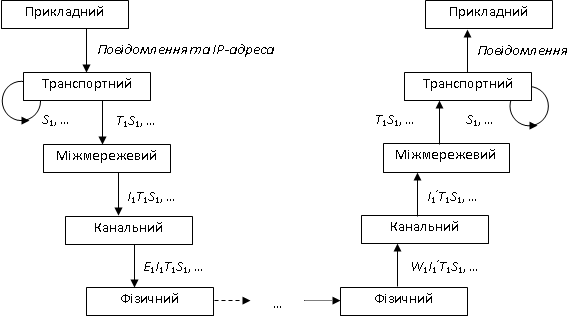 Прикладний
Прикладний
Повідомлення та IP-адреса
Повідомлення
Транспортний
Транспортний
S₁, ...
T₁S₁, ...
T₁S₁, ...
S₁, ...
Міжмережевий
Міжмережевий
I₁T₁S₁, ...
I₁´T₁S₁, ...
Канальний
Канальний
E₁I₁T₁S₁, ...
W₁I₁´T₁S₁, ...
Фізичний
...
Фізичний